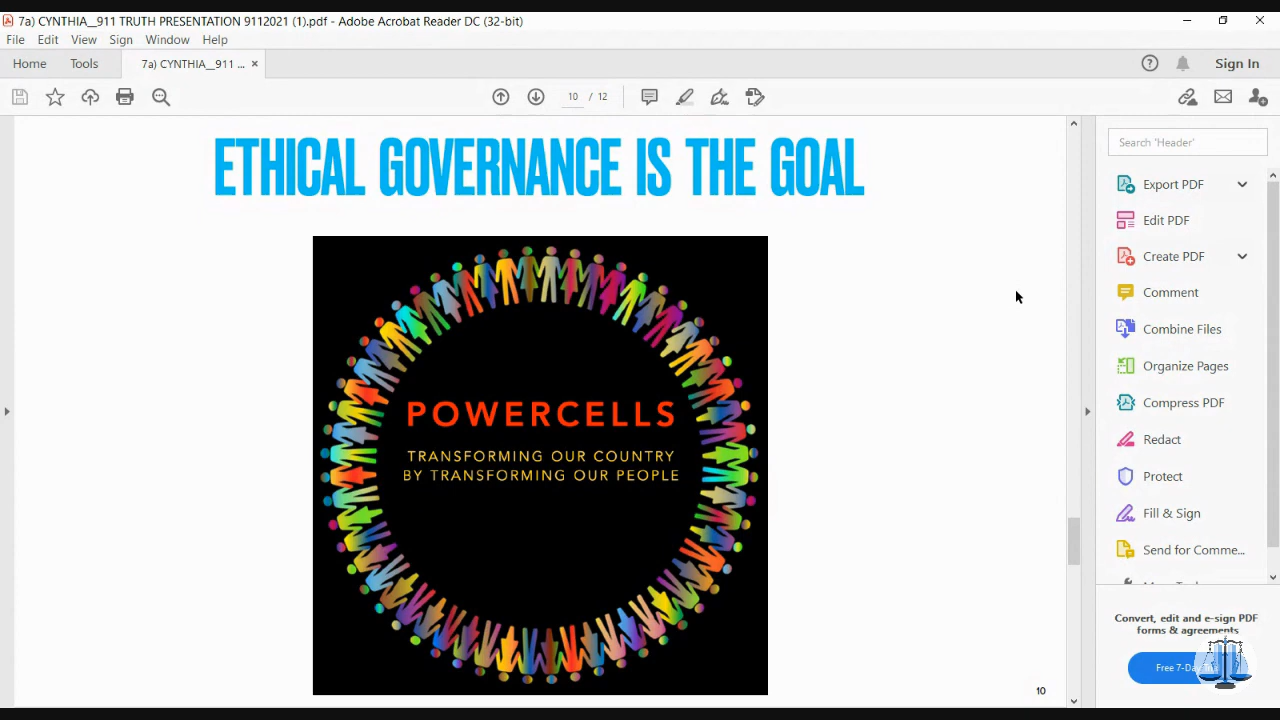 7a) CYNTHIA__911 TRUTH PRESENTATION 9112021 (1).pdf - Adobe Acrobat Reader DC (32-bit)
File Edit View Sign Window Help
Home Tools 7a) CYNTHIA__911 ... × Sign In
10 / 12
ETHICAL GOVERNANCE IS THE GOAL
POWERCELLS
TRANSFORMING OUR COUNTRY
BY TRANSFORMING OUR PEOPLE
10
Search 'Header'
Export PDF
Edit PDF
Create PDF
Comment
Combine Files
Organize Pages
Compress PDF
Redact
Protect
Fill & Sign
Send for Comme...
Convert, edit and e-sign PDF
forms & agreements
Free 7-Day